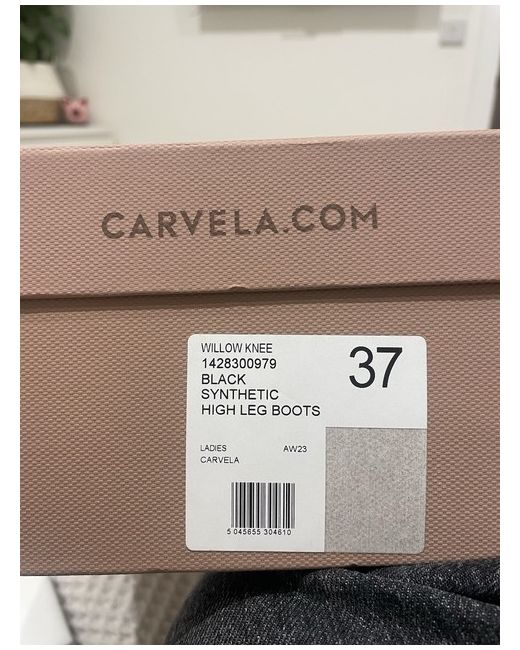 CARVELA.COM
WILLOW KNEE
1428300979
BLACK
SYNTHETIC
HIGH LEG BOOTS
37
LADIES AW23
CARVELA
5 045655 304610